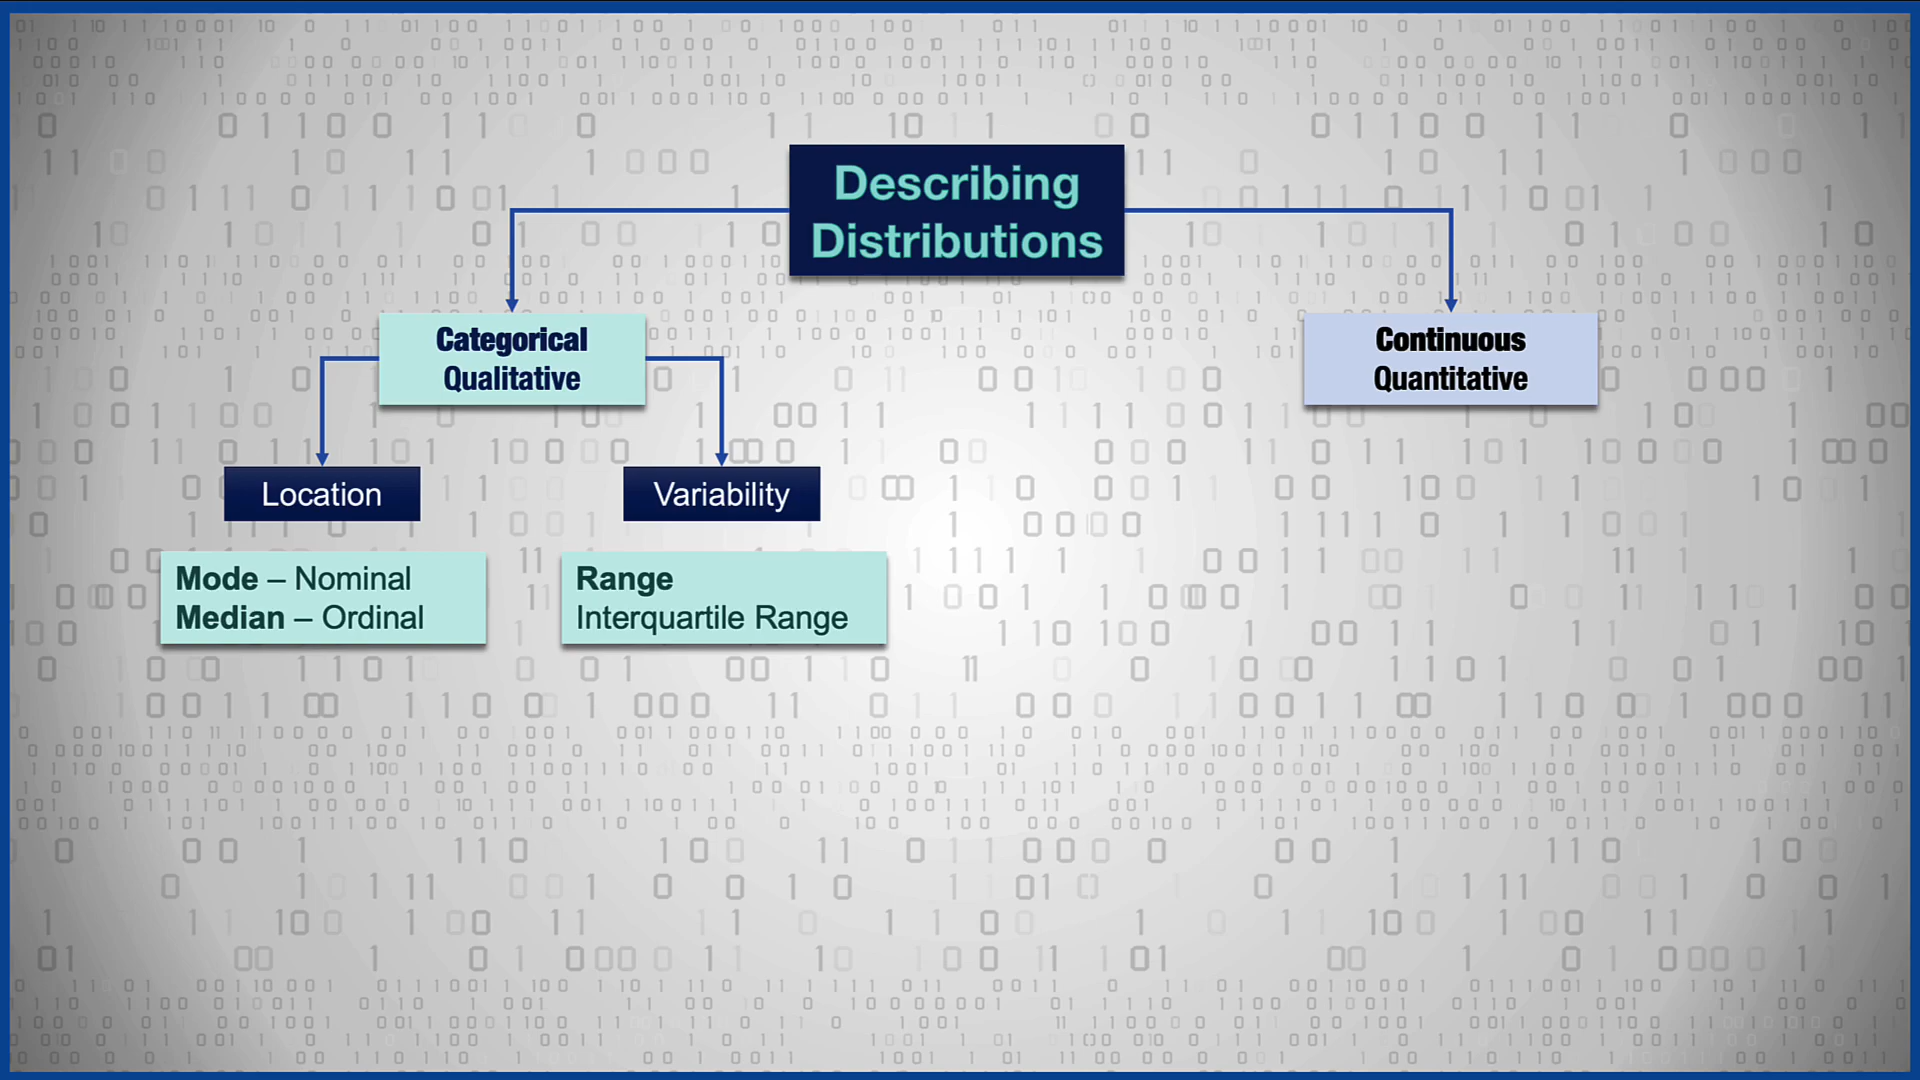 Describing
Distributions
Categorical
Qualitative
Continuous
Quantitative
Location
Variability
Mode – Nominal
Median – Ordinal
Range
Interquartile Range